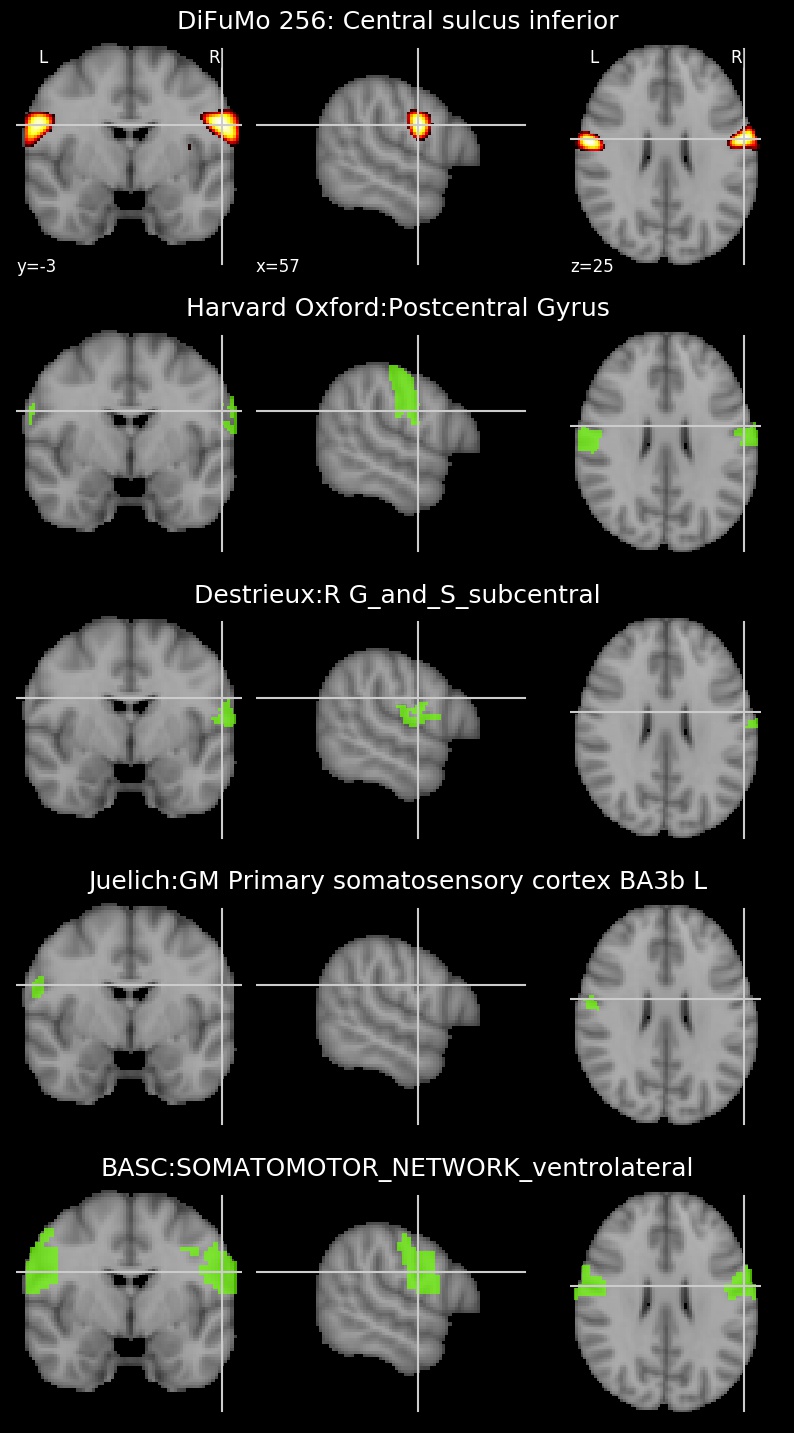 DiFuMo 256: Central sulcus inferior
L R L R
y=-3 x=57 z=25
Harvard Oxford:Postcentral Gyrus
Destrieux:R G_and_S_subcentral
Juelich:GM Primary somatosensory cortex BA3b L
BASC:SOMATOMOTOR_NETWORK_ventrolateral